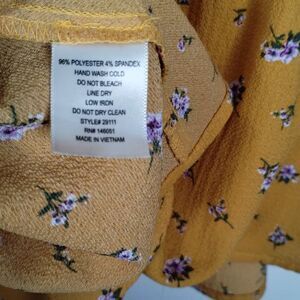 96% POLYESTER 4% SPANDEX
HAND WASH COLD
DO NOT BLEACH
LINE DRY
LOW IRON
DO NOT DRY CLEAN
STYLE# 29111
RN# 146051
MADE IN VIETNAM